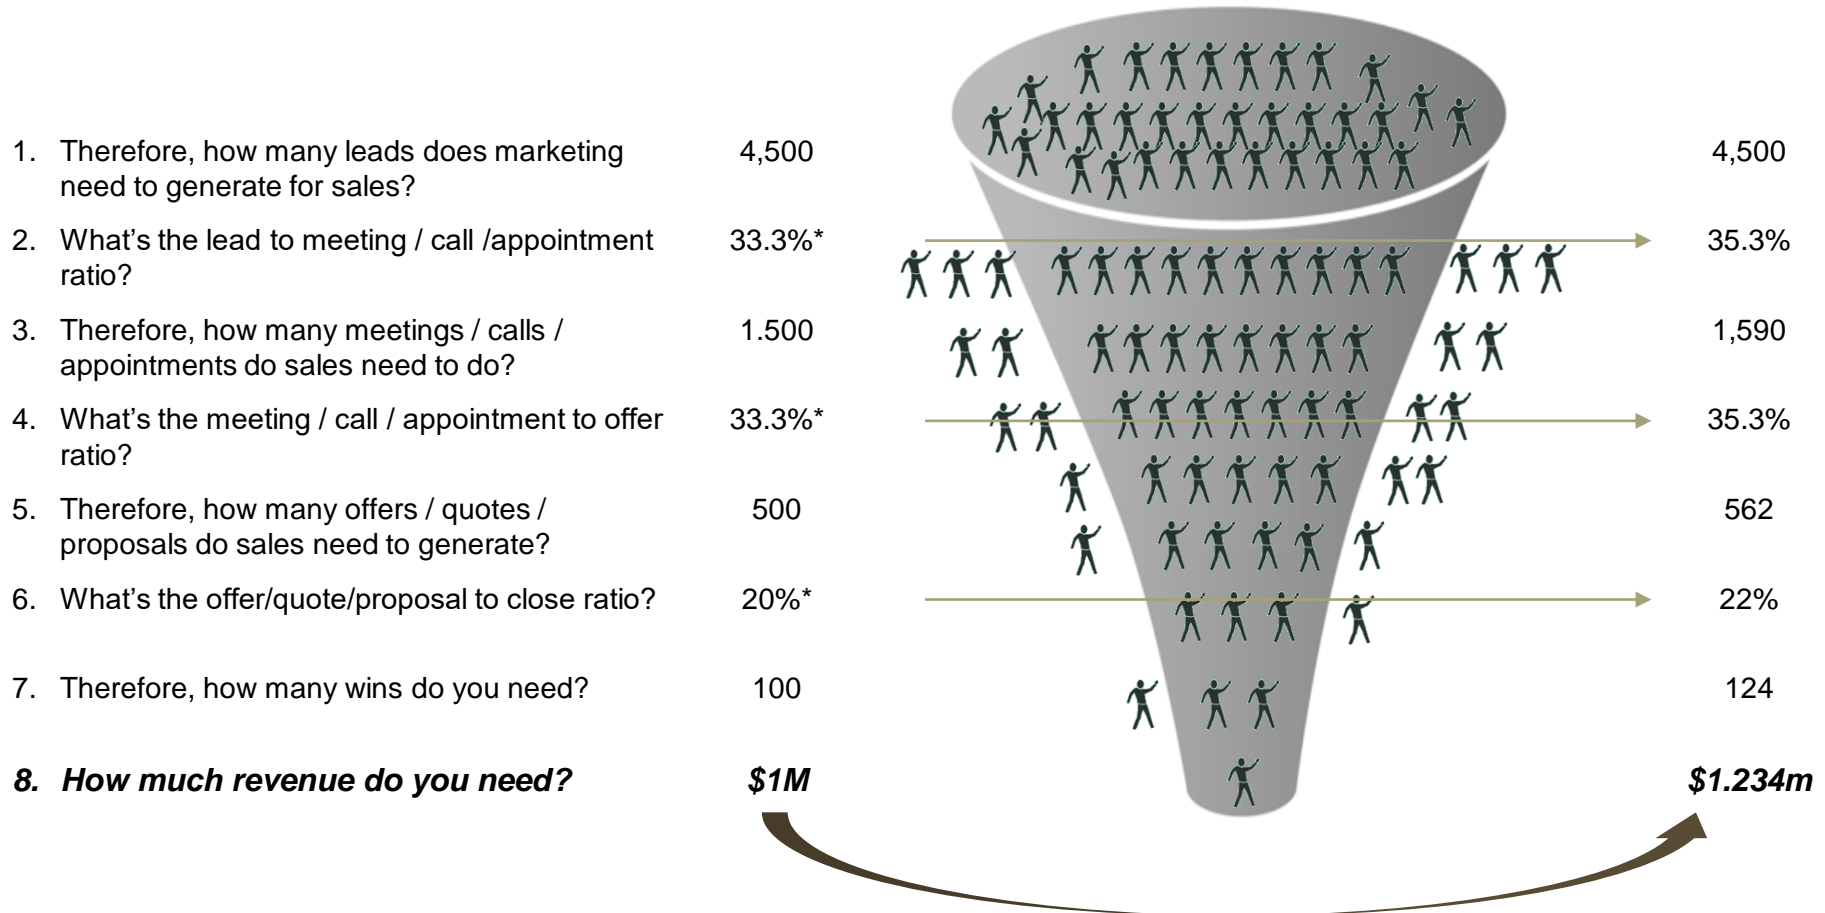 1. Therefore, how many leads does marketing 4,500 4,500
need to generate for sales?
2. What's the lead to meeting / call /appointment 33.3%* 35.3%
ratio?
3. Therefore, how many meetings / calls / 1.500 1,590
appointments do sales need to do?
4. What's the meeting / call / appointment to offer 33.3%* 35.3%
ratio?
5. Therefore, how many offers / quotes / 500 562
proposals do sales need to generate?
6. What's the offer/quote/proposal to close ratio? 20%* 22%
7. Therefore, how many wins do you need? 100 124
8. How much revenue do you need? $1M $1.234m